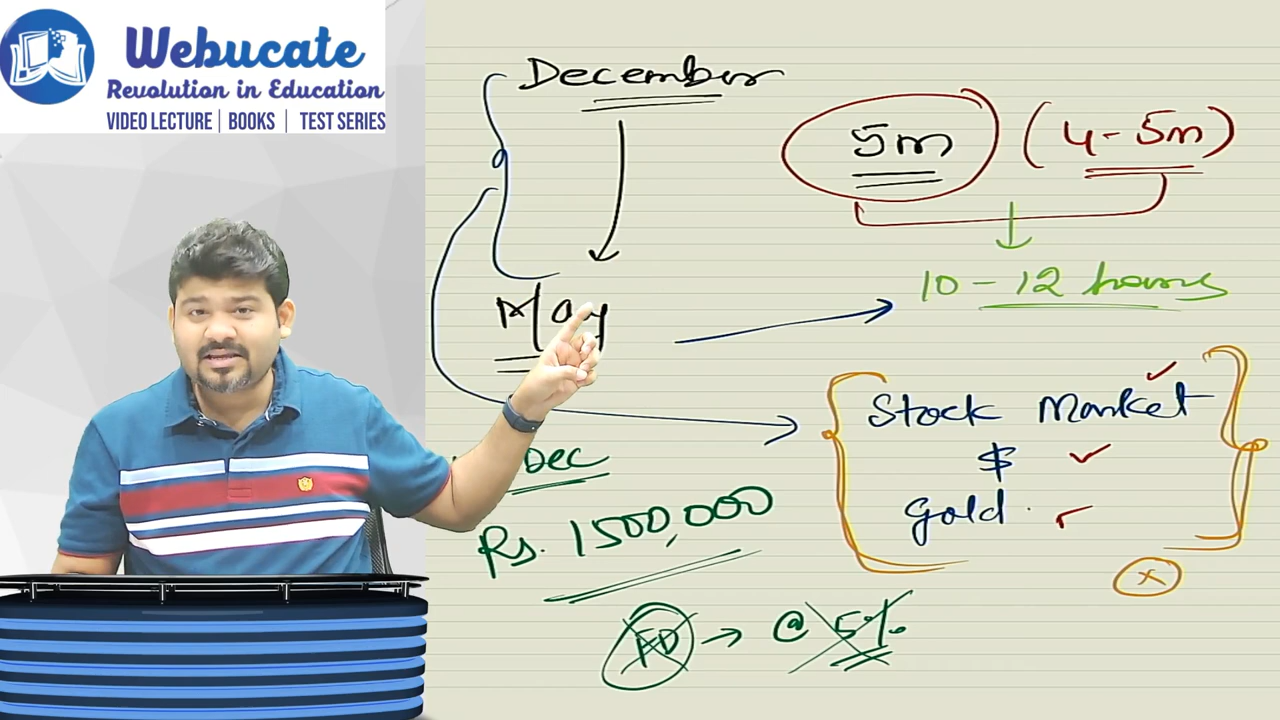 Webucate
Revolution in Education
VIDEO LECTURE | BOOKS | TEST SERIES
December
5m (4-5m)
10-12 hours
May
Stock Market
$
Gold.
Dec
Rs. 1500,000
FD → @ 5%